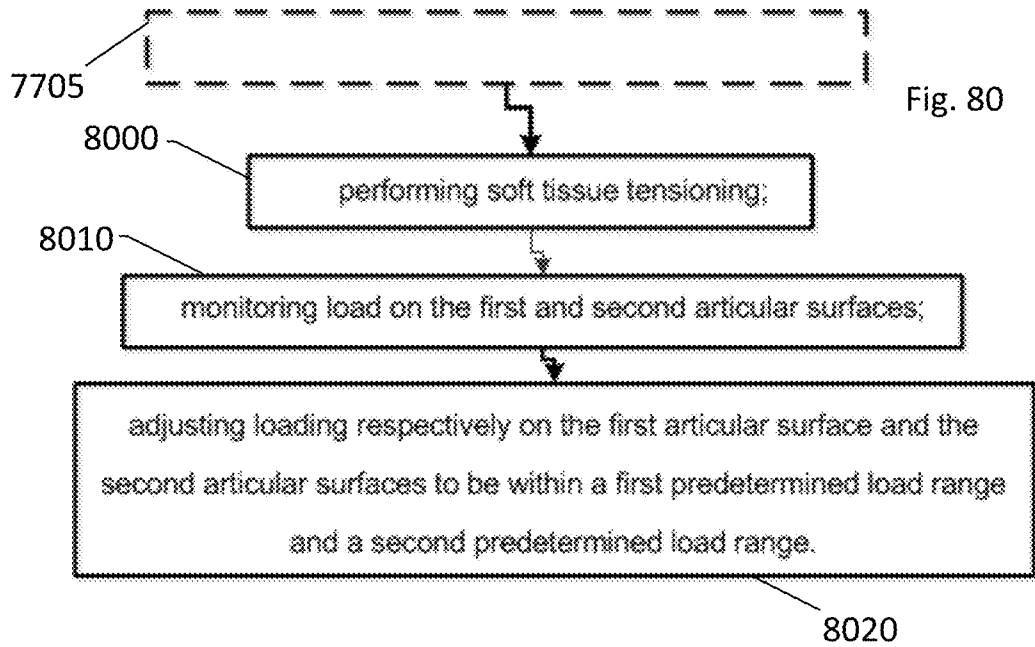 7705
Fig. 80
8000
performing soft tissue tensioning;
8010
monitoring load on the first and second articular surfaces;
adjusting loading respectively on the first articular surface and the
second articular surfaces to be within a first predetermined load range
and a second predetermined load range.
8020